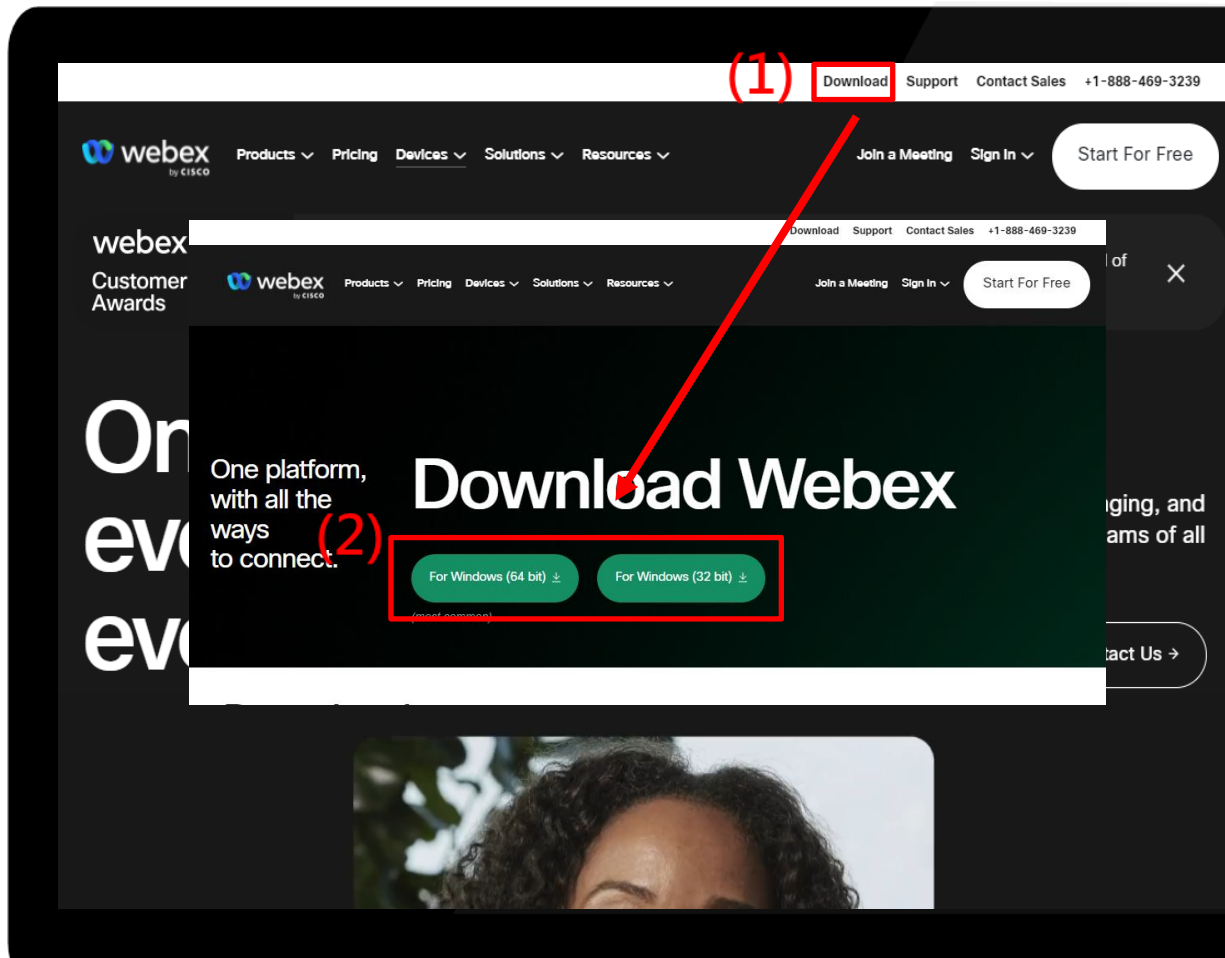 (1)
Download Support Contact Sales +1-888-469-3239
webex
by CISCO
Products Pricing Devices Solutions Resources Join a Meeting Sign In Start For Free
webex
Customer
Awards
of
Download Support Contact Sales +1-888-469-3239
webex
by CISCO
Products Pricing Devices Solutions Resources Join a Meeting Sign In Start For Free
On
eve
eve
One platform,
with all the
ways
to connect.
Download Webex
(2)
For Windows (64 bit) For Windows (32 bit)
(most common)
ging, and
ams of all
tact Us →